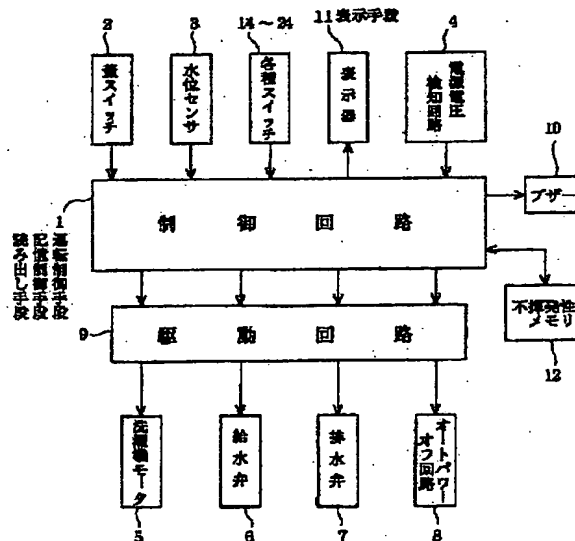 2
3
14～24
11 表示手段
4
蓋スイッチ
水位センサ
各種スイッチ
表示器
電源電圧
検知回路
10
ブザー
1
運転制御手段
記憶制御手段
読み出し手段
制御回路
不揮発性
メモリ
12
9
駆動回路
洗濯機モータ
給水弁
排水弁
オートパワー
オフ回路
5
6
7
8